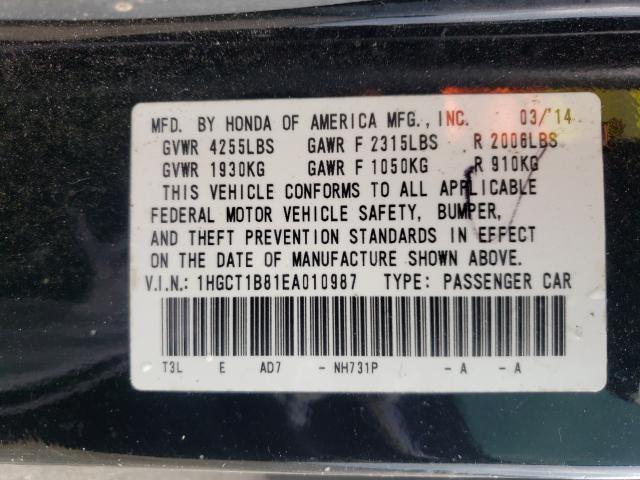 MFD. BY HONDA OF AMERICA MFG., INC. 03/'14
GVWR 4255LBS GAWR F 2315LBS R 2006LBS
GVWR 1930KG GAWR F 1050KG R 910KG
THIS VEHICLE CONFORMS TO ALL APPLICABLE
FEDERAL MOTOR VEHICLE SAFETY, BUMPER,
AND THEFT PREVENTION STANDARDS IN EFFECT
ON THE DATE OF MANUFACTURE SHOWN ABOVE.
V.I.N.: 1HGCT1B81EA010987 TYPE: PASSENGER CAR
T3L E AD7 - NH731P - A - A